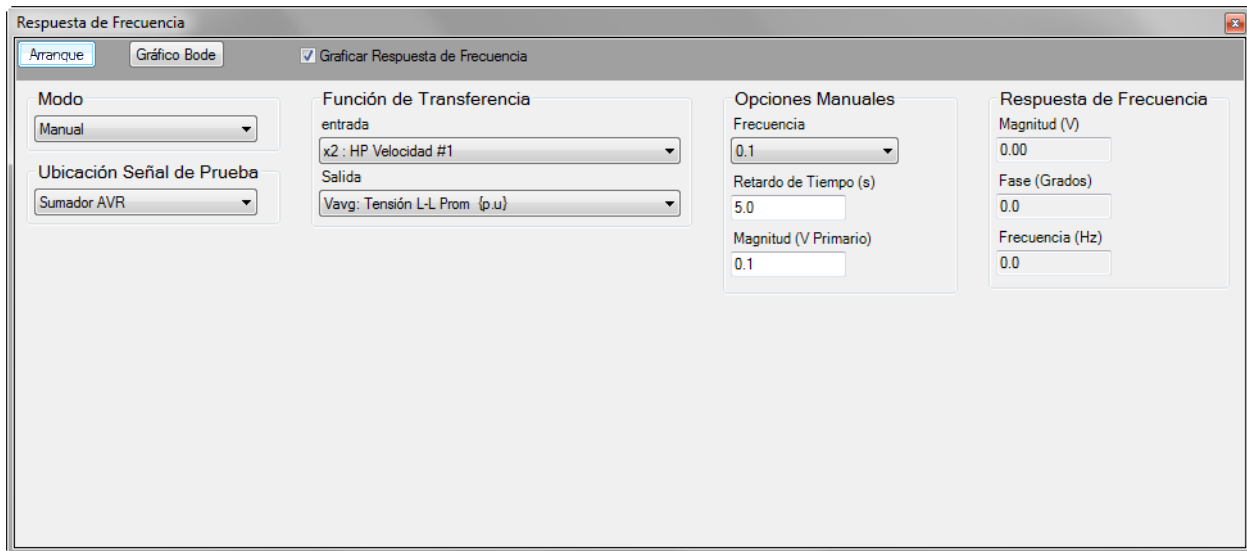 Respuesta de Frecuencia
Arranque
Gráfico Bode
Graficar Respuesta de Frecuencia
Modo
Manual
Ubicación Señal de Prueba
Sumador AVR
Función de Transferencia
entrada
x2 : HP Velocidad #1
Salida
Vavg: Tensión L-L Prom {p.u}
Opciones Manuales
Frecuencia
0.1
Retardo de Tiempo (s)
5.0
Magnitud (V Primario)
0.1
Respuesta de Frecuencia
Magnitud (V)
0.00
Fase (Grados)
0.0
Frecuencia (Hz)
0.0